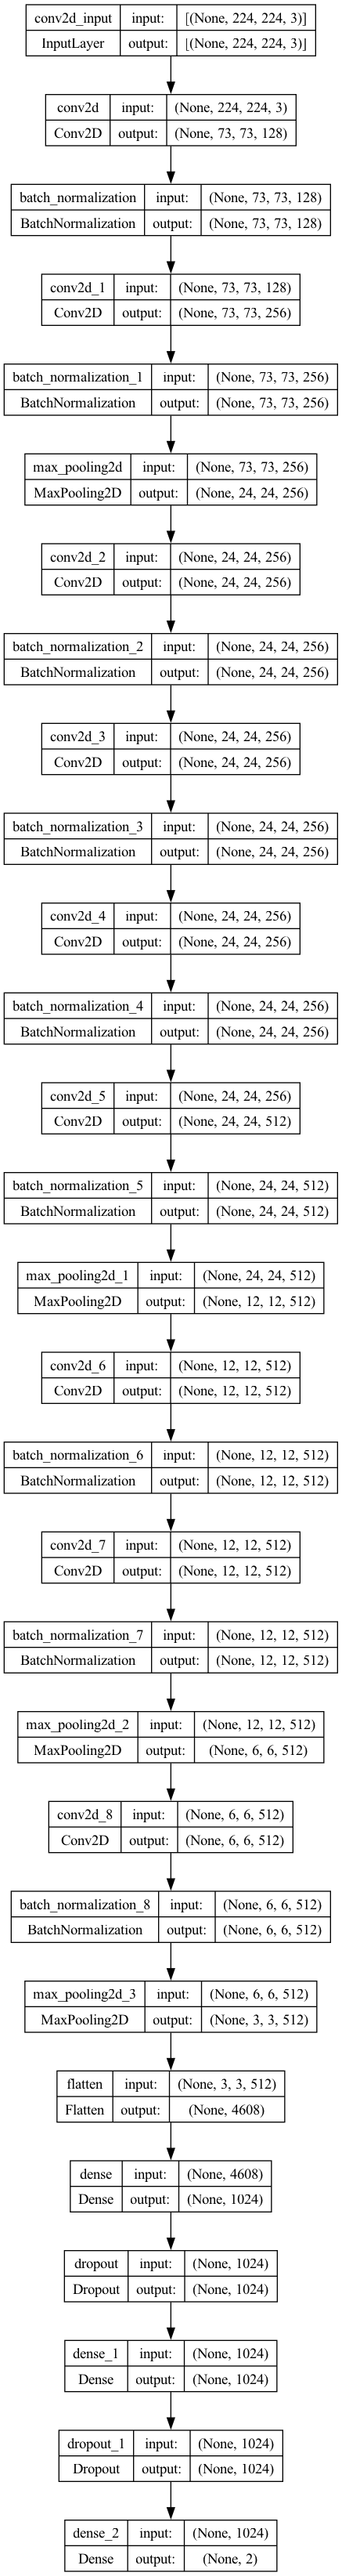 conv2d_input input: [(None, 224, 224, 3)]
InputLayer output: [(None, 224, 224, 3)]
conv2d input: (None, 224, 224, 3)
Conv2D output: (None, 73, 73, 128)
batch_normalization input: (None, 73, 73, 128)
BatchNormalization output: (None, 73, 73, 128)
conv2d_1 input: (None, 73, 73, 128)
Conv2D output: (None, 73, 73, 256)
batch_normalization_1 input: (None, 73, 73, 256)
BatchNormalization output: (None, 73, 73, 256)
max_pooling2d input: (None, 73, 73, 256)
MaxPooling2D output: (None, 24, 24, 256)
conv2d_2 input: (None, 24, 24, 256)
Conv2D output: (None, 24, 24, 256)
batch_normalization_2 input: (None, 24, 24, 256)
BatchNormalization output: (None, 24, 24, 256)
conv2d_3 input: (None, 24, 24, 256)
Conv2D output: (None, 24, 24, 256)
batch_normalization_3 input: (None, 24, 24, 256)
BatchNormalization output: (None, 24, 24, 256)
conv2d_4 input: (None, 24, 24, 256)
Conv2D output: (None, 24, 24, 256)
batch_normalization_4 input: (None, 24, 24, 256)
BatchNormalization output: (None, 24, 24, 256)
conv2d_5 input: (None, 24, 24, 256)
Conv2D output: (None, 24, 24, 512)
batch_normalization_5 input: (None, 24, 24, 512)
BatchNormalization output: (None, 24, 24, 512)
max_pooling2d_1 input: (None, 24, 24, 512)
MaxPooling2D output: (None, 12, 12, 512)
conv2d_6 input: (None, 12, 12, 512)
Conv2D output: (None, 12, 12, 512)
batch_normalization_6 input: (None, 12, 12, 512)
BatchNormalization output: (None, 12, 12, 512)
conv2d_7 input: (None, 12, 12, 512)
Conv2D output: (None, 12, 12, 512)
batch_normalization_7 input: (None, 12, 12, 512)
BatchNormalization output: (None, 12, 12, 512)
max_pooling2d_2 input: (None, 12, 12, 512)
MaxPooling2D output: (None, 6, 6, 512)
conv2d_8 input: (None, 6, 6, 512)
Conv2D output: (None, 6, 6, 512)
batch_normalization_8 input: (None, 6, 6, 512)
BatchNormalization output: (None, 6, 6, 512)
max_pooling2d_3 input: (None, 6, 6, 512)
MaxPooling2D output: (None, 3, 3, 512)
flatten input: (None, 3, 3, 512)
Flatten output: (None, 4608)
dense input: (None, 4608)
Dense output: (None, 1024)
dropout input: (None, 1024)
Dropout output: (None, 1024)
dense_1 input: (None, 1024)
Dense output: (None, 1024)
dropout_1 input: (None, 1024)
Dropout output: (None, 1024)
dense_2 input: (None, 1024)
Dense output: (None, 2)